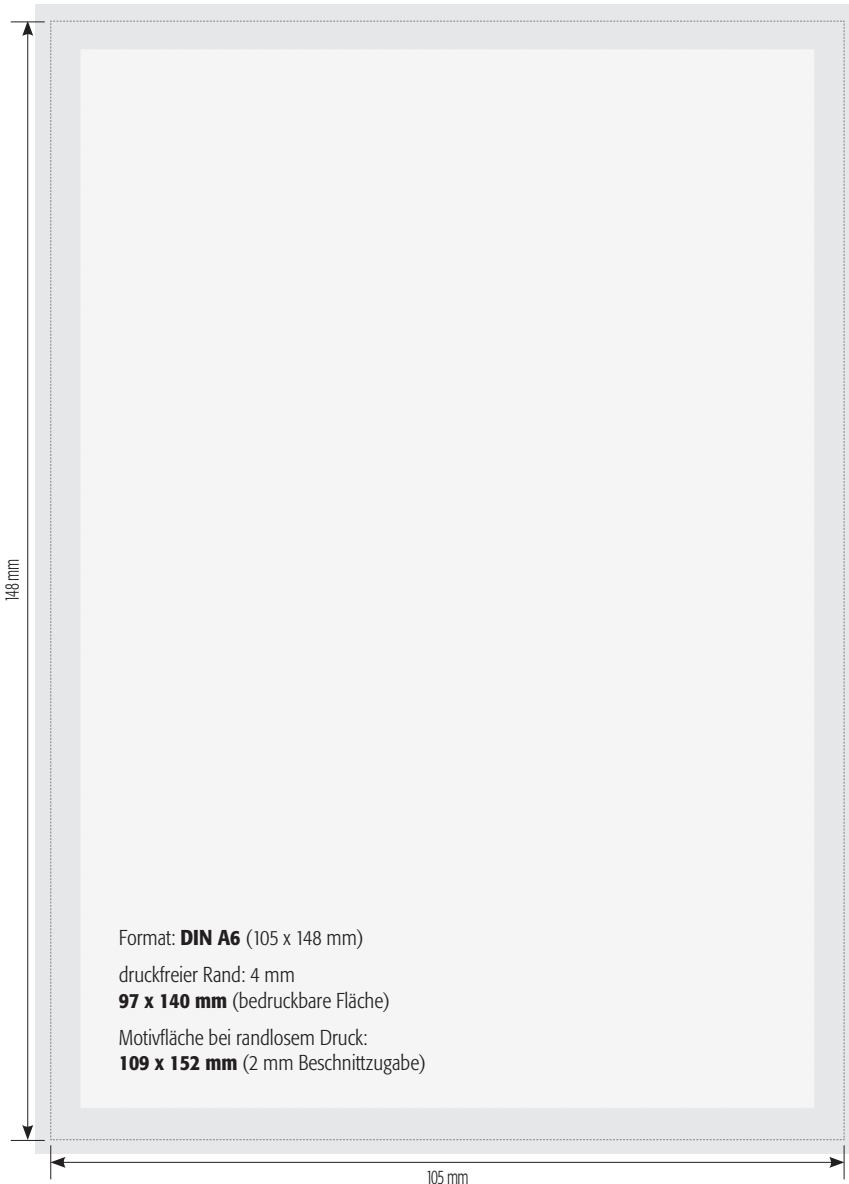 148 mm
Format: DIN A6 (105 x 148 mm)
druckfreier Rand: 4 mm
97 x 140 mm (bedruckbare Fläche)
Motivfläche bei randlosem Druck:
109 x 152 mm (2 mm Beschnittzugabe)
105 mm